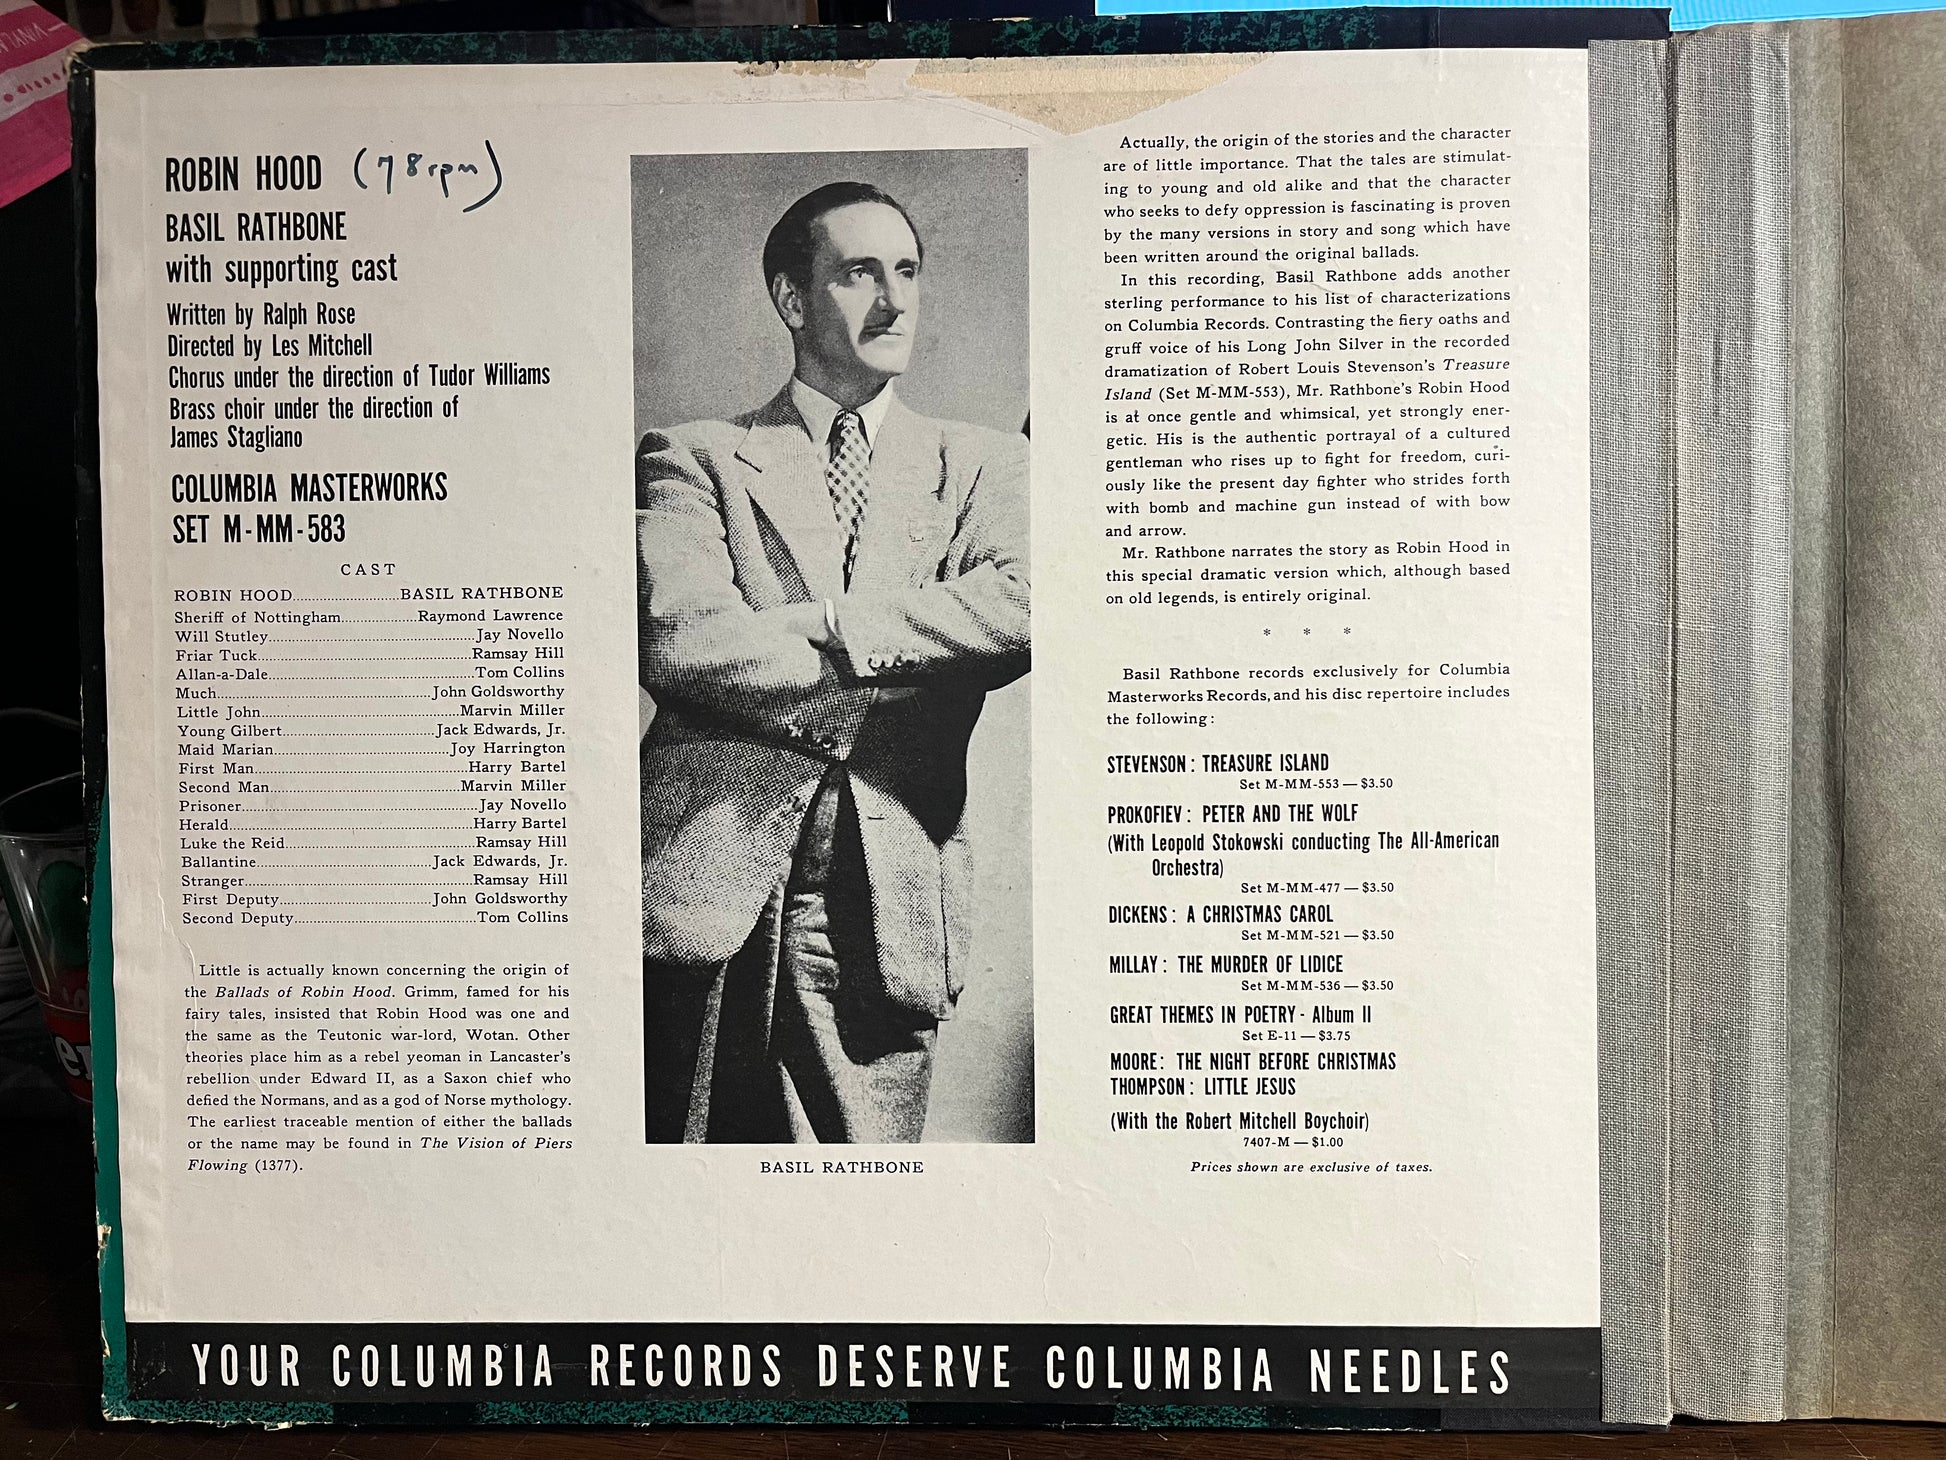 ROBIN HOOD (78rpm)
BASIL RATHBONE
with supporting cast
Written by Ralph Rose
Directed by Les Mitchell
Chorus under the direction of Tudor Williams
Brass choir under the direction of
James Stagliano
COLUMBIA MASTERWORKS
SET M-MM-583
CAST
ROBIN HOOD..........................BASIL RATHBONE
Sheriff of Nottingham..................Raymond Lawrence
Will Stutley..................................................Jay Novello
Friar Tuck....................................................Ramsay Hill
Allan-a-Dale..................................................Tom Collins
Much....................................................John Goldsworthy
Little John................................................Marvin Miller
Young Gilbert.....................................Jack Edwards, Jr.
Maid Marian..........................................Joy Harrington
First Man....................................................Harry Bartel
Second Man..............................................Marvin Miller
Prisoner.........................................................Jay Novello
Herald..........................................................Harry Bartel
Luke the Reid..............................................Ramsay Hill
Ballantine..........................................Jack Edwards, Jr.
Stranger.......................................................Ramsay Hill
First Deputy.....................................John Goldsworthy
Second Deputy............................................Tom Collins
Little is actually known concerning the origin of
the Ballads of Robin Hood. Grimm, famed for his
fairy tales, insisted that Robin Hood was one and
the same as the Teutonic war-lord, Wotan. Other
theories place him as a rebel yeoman in Lancaster's
rebellion under Edward II, as a Saxon chief who
defied the Normans, and as a god of Norse mythology.
The earliest traceable mention of either the ballads
or the name may be found in The Vision of Piers
Flowing (1377).
BASIL RATHBONE
Actually, the origin of the stories and the character
are of little importance. That the tales are stimulat-
ing to young and old alike and that the character
who seeks to defy oppression is fascinating is proven
by the many versions in story and song which have
been written around the original ballads.
In this recording, Basil Rathbone adds another
sterling performance to his list of characterizations
on Columbia Records. Contrasting the fiery oaths and
gruff voice of his Long John Silver in the recorded
dramatization of Robert Louis Stevenson's Treasure
Island (Set M-MM-553), Mr. Rathbone's Robin Hood
is at once gentle and whimsical, yet strongly ener-
getic. His is the authentic portrayal of a cultured
gentleman who rises up to fight for freedom, curi-
ously like the present day fighter who strides forth
with bomb and machine gun instead of with bow
and arrow.
Mr. Rathbone narrates the story as Robin Hood in
this special dramatic version which, although based
on old legends, is entirely original.
* * *
Basil Rathbone records exclusively for Columbia
Masterworks Records, and his disc repertoire includes
the following:
STEVENSON: TREASURE ISLAND
Set M-MM-553 — $3.50
PROKOFIEV: PETER AND THE WOLF
(With Leopold Stokowski conducting The All-American
Orchestra)
Set M-MM-477 — $3.50
DICKENS: A CHRISTMAS CAROL
Set M-MM-521 — $3.50
MILLAY: THE MURDER OF LIDICE
Set M-MM-536 — $3.50
GREAT THEMES IN POETRY - Album II
Set E-11 — $3.75
MOORE: THE NIGHT BEFORE CHRISTMAS
THOMPSON: LITTLE JESUS
(With the Robert Mitchell Boychoir)
7407-M — $1.00
Prices shown are exclusive of taxes.
YOUR COLUMBIA RECORDS DESERVE COLUMBIA NEEDLES